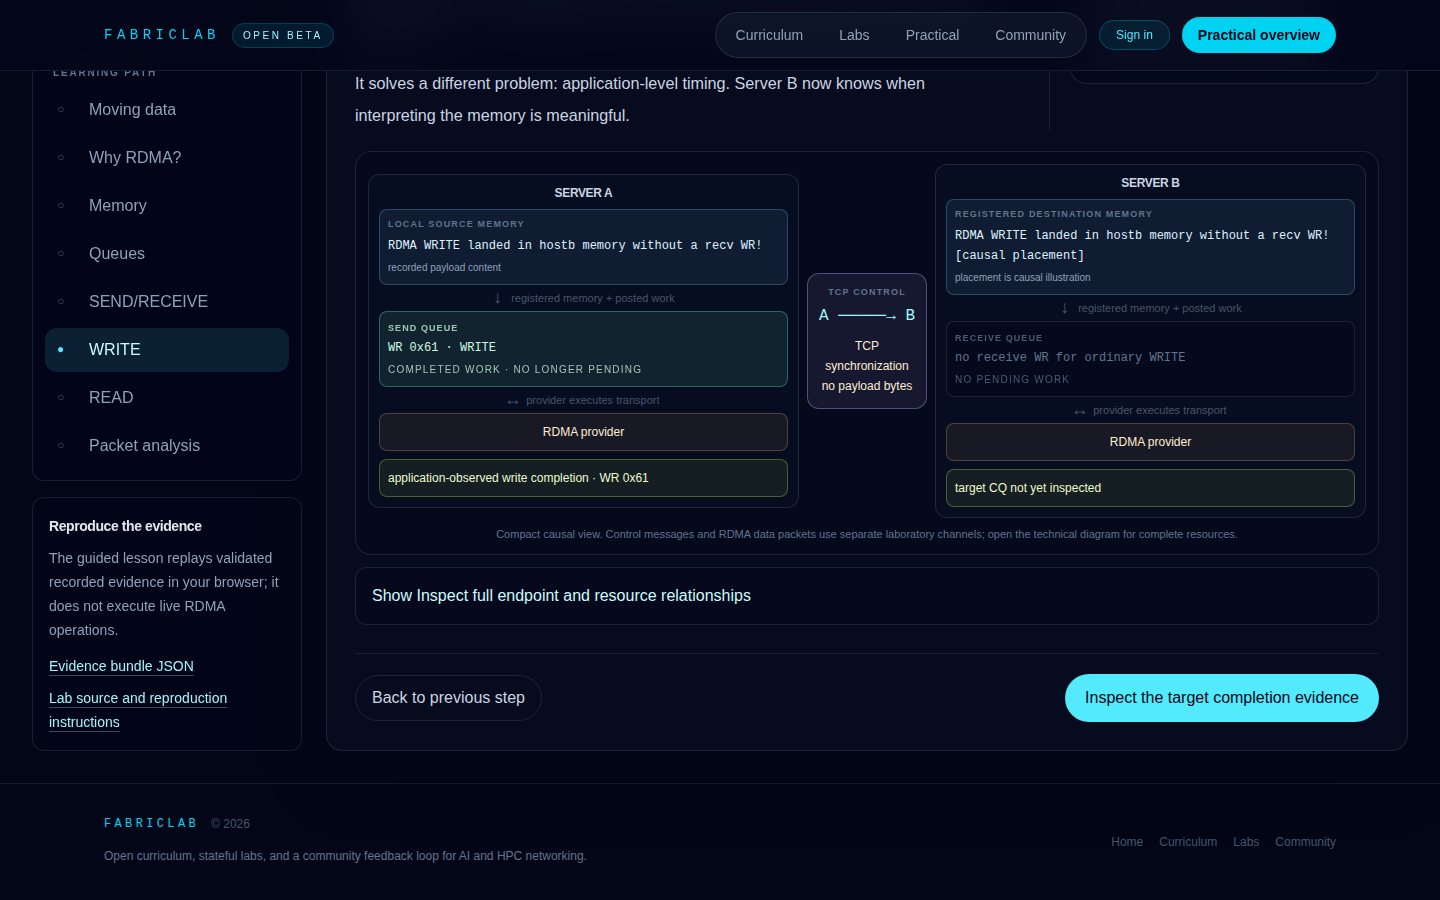 FABRICLAB
OPEN BETA
Curriculum
Labs
Practical
Community
Sign in
Practical overview
LEARNING PATH
Moving data
Why RDMA?
Memory
Queues
SEND/RECEIVE
WRITE
READ
Packet analysis
Reproduce the evidence
The guided lesson replays validated
recorded evidence in your browser; it
does not execute live RDMA
operations.
Evidence bundle JSON
Lab source and reproduction
instructions
It solves a different problem: application-level timing. Server B now knows when
interpreting the memory is meaningful.
SERVER A
LOCAL SOURCE MEMORY
RDMA WRITE landed in hostb memory without a recv WR!
recorded payload content
↓ registered memory + posted work
SEND QUEUE
WR 0x61 · WRITE
COMPLETED WORK · NO LONGER PENDING
↔ provider executes transport
RDMA provider
application-observed write completion · WR 0x61
TCP CONTROL
A ─────→ B
TCP
synchronization
no payload bytes
SERVER B
REGISTERED DESTINATION MEMORY
RDMA WRITE landed in hostb memory without a recv WR!
[causal placement]
placement is causal illustration
↓ registered memory + posted work
RECEIVE QUEUE
no receive WR for ordinary WRITE
NO PENDING WORK
↔ provider executes transport
RDMA provider
target CQ not yet inspected
Compact causal view. Control messages and RDMA data packets use separate laboratory channels; open the technical diagram for complete resources.
Show Inspect full endpoint and resource relationships
Back to previous step
Inspect the target completion evidence
FABRICLAB © 2026
Open curriculum, stateful labs, and a community feedback loop for AI and HPC networking.
Home
Curriculum
Labs
Community